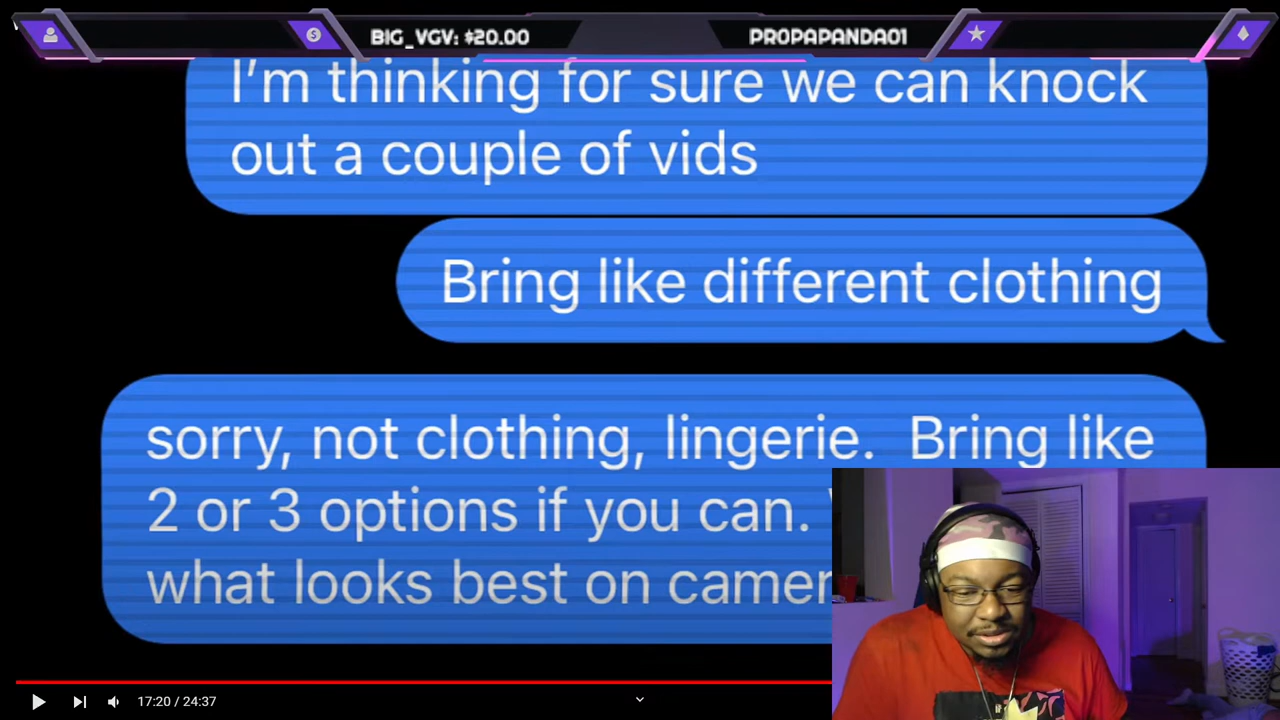 BIG_VGV: $20.00
PR0PAPANDA01
I’m thinking for sure we can knock
out a couple of vids
Bring like different clothing
sorry, not clothing, lingerie.  Bring like
2 or 3 options if you can.
what looks best on
17:20 / 24:37